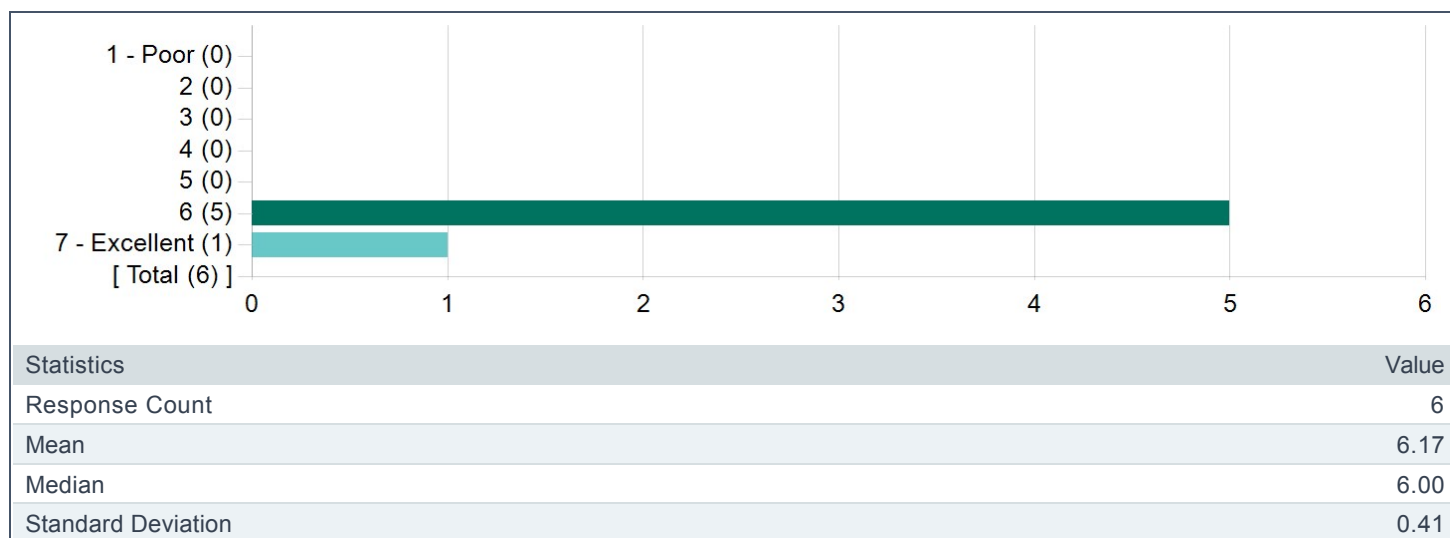 1 - Poor (0)
2 (0)
3 (0)
4 (0)
5 (0)
6 (5)
7 - Excellent (1)
[ Total (6) ]
0 1 2 3 4 5 6
Statistics Value
Response Count 6
Mean 6.17
Median 6.00
Standard Deviation 0.41